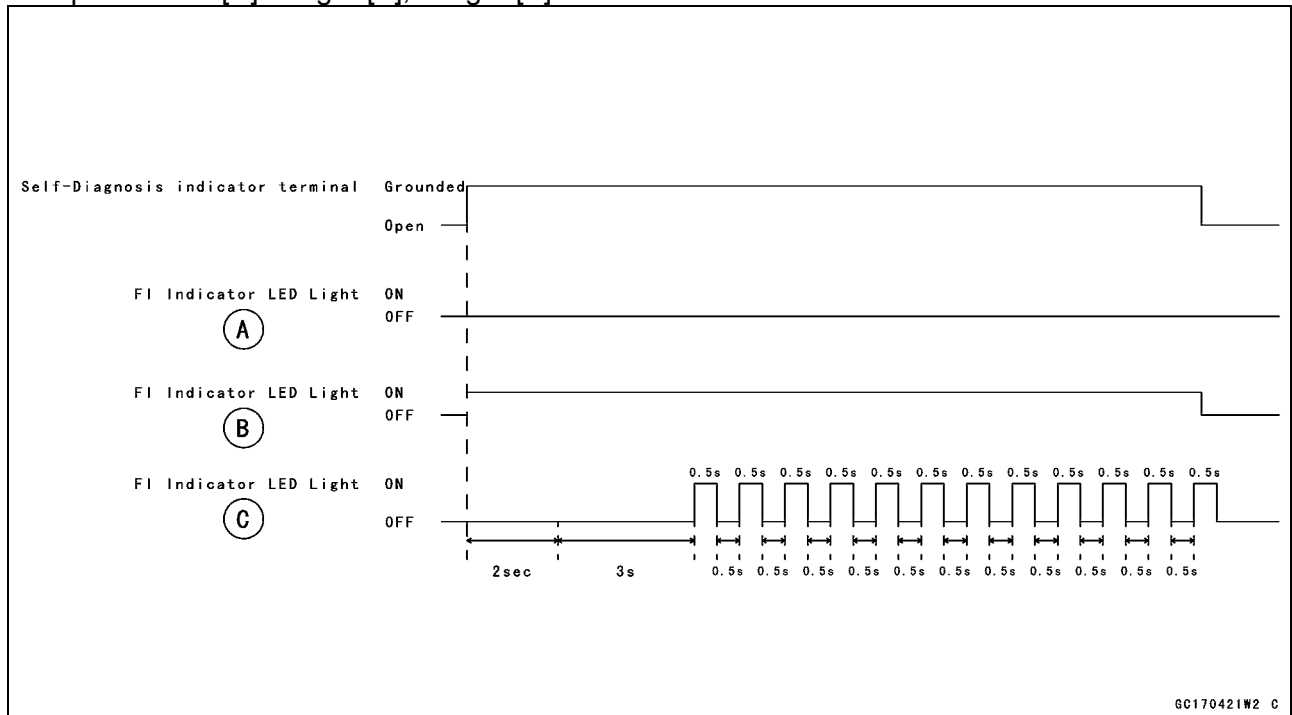 Self-Diagnosis indicator terminal Grounded
Open
FI Indicator LED Light ON
OFF
A
FI Indicator LED Light ON
OFF
B
0.5s 0.5s 0.5s 0.5s 0.5s 0.5s 0.5s 0.5s 0.5s 0.5s 0.5s 0.5s
FI Indicator LED Light ON
OFF
C
2sec 3s 0.5s 0.5s 0.5s 0.5s 0.5s 0.5s 0.5s 0.5s 0.5s 0.5s 0.5s
GC170421W2 C